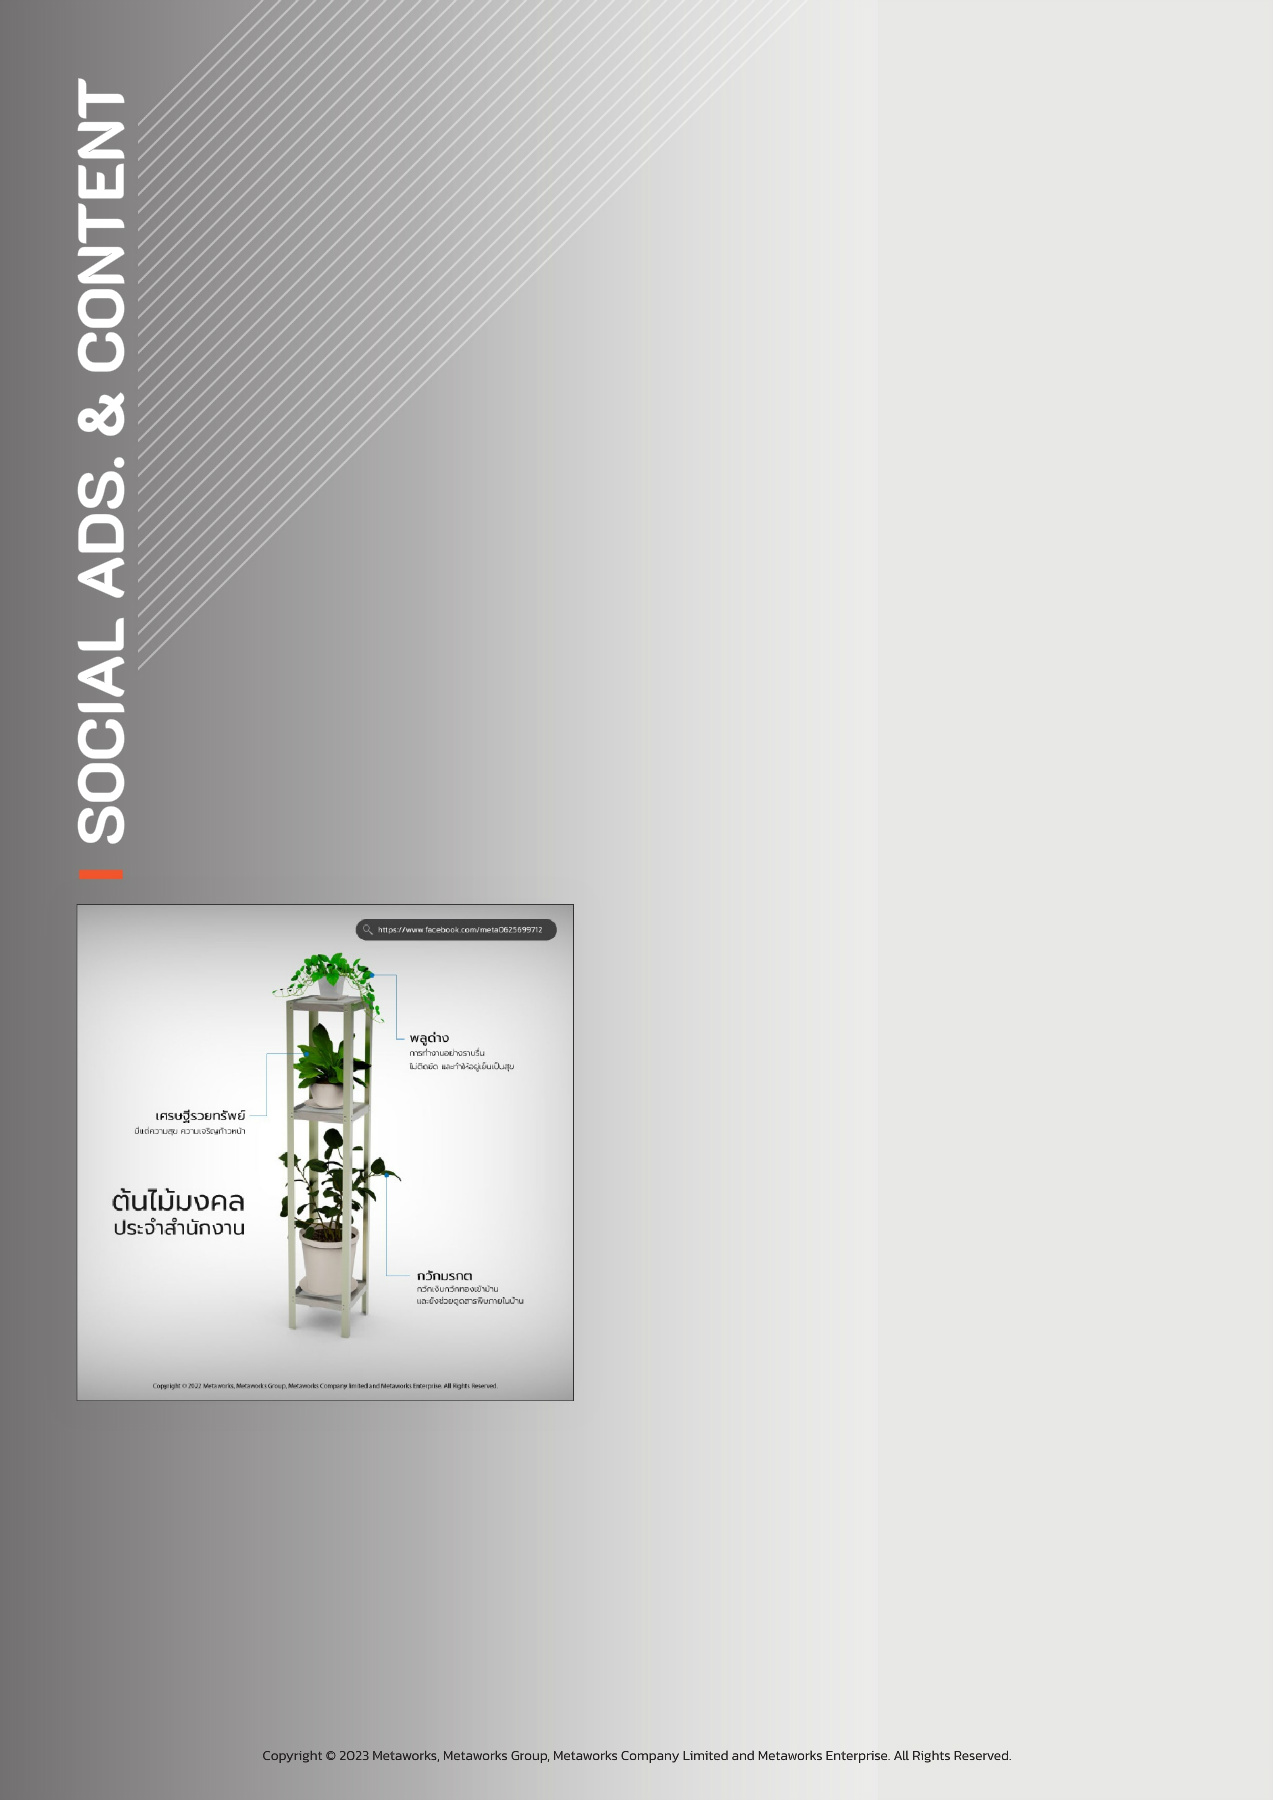 SOCIAL ADS. & CONTENT
https://www.facebook.com/meta0625699712
พลูด่าง
การทำงานอย่างราบรื่น
ไม่ติดขัด และทำให้อยู่เย็นเป็นสุข
เศรษฐีรวยทรัพย์
มีแต่ความสุข ความเจริญก้าวหน้า
ต้นไม้มงคล
ประจำสำนักงาน
กวักมรกต
กวักเงินกวักทองเข้าบ้าน
และยังช่วยดูดสารพิษภายในบ้าน
Copyright © 2022 Metaworks, Metaworks Group, Metaworks Company limited and Metaworks Enterprise. All Rights Reserved.
Copyright © 2023 Metaworks, Metaworks Group, Metaworks Company Limited and Metaworks Enterprise. All Rights Reserved.